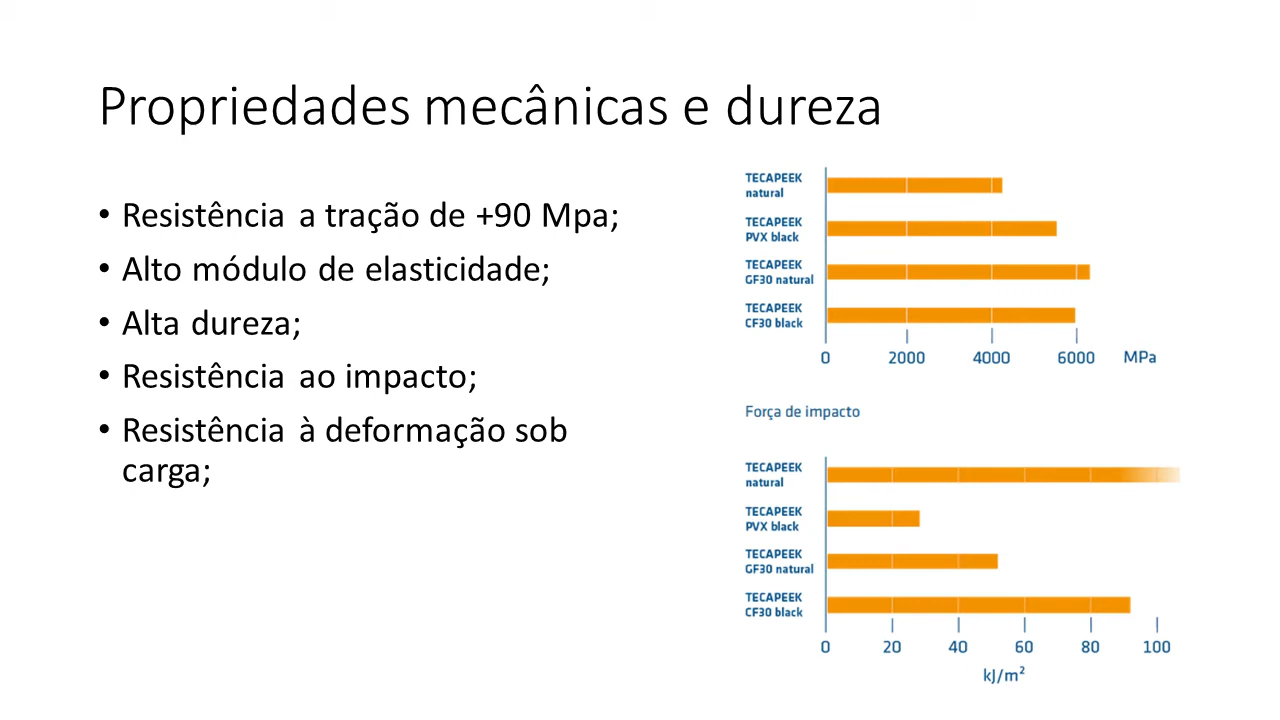 Propriedades mecânicas e dureza
• Resistência a tração de +90 Mpa;
• Alto módulo de elasticidade;
• Alta dureza;
• Resistência ao impacto;
• Resistência à deformação sob
carga;
TECAPEEK
natural
TECAPEEK
PVX black
TECAPEEK
GF30 natural
TECAPEEK
CF30 black
0 2000 4000 6000 MPa
Força de impacto
TECAPEEK
natural
TECAPEEK
PVX black
TECAPEEK
GF30 natural
TECAPEEK
CF30 black
0 20 40 60 80 100
kJ/m²